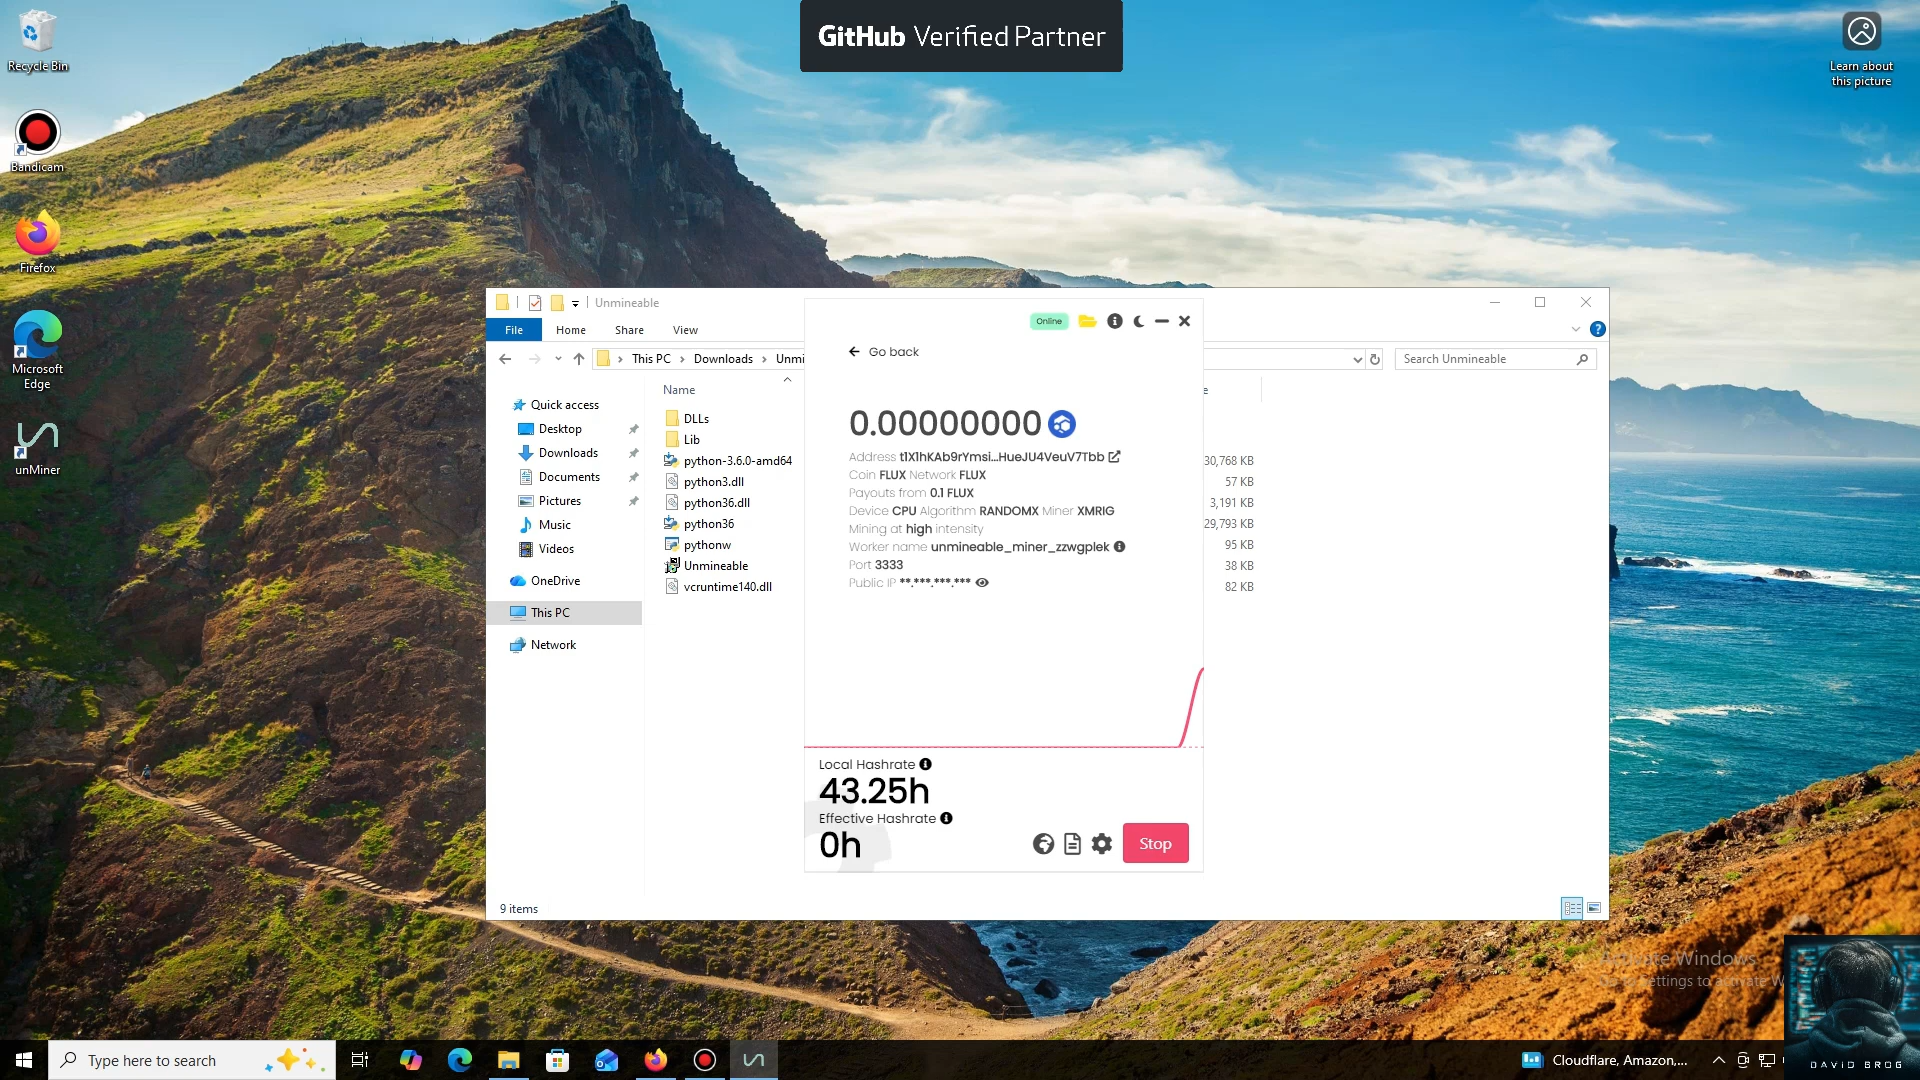 GitHub Verified Partner
Recycle Bin
Bandicam
Firefox
Microsoft
Edge
unMiner
Learn about
this picture
Unmineable
File
Home
Share
View
This PC
Downloads
Unmi
Search Unmineable
Quick access
Desktop
Downloads
Documents
Pictures
Music
Videos
OneDrive
This PC
Network
Name
DLLs
Lib
python-3.6.0-amd64
python3.dll
python36.dll
python36
pythonw
Unmineable
vcruntime140.dll
30,768 KB
57 KB
3,191 KB
29,793 KB
95 KB
38 KB
82 KB
9 items
Online
Go back
0.00000000
Address t1X1hKAb9rYmsi...HueJU4VeuV7Tbb
Coin FLUX Network FLUX
Payouts from 0.1 FLUX
Device CPU Algorithm RANDOMX Miner XMRIG
Mining at high intensity
Worker name unmineable_miner_zzwgplek
Port 3333
Public IP **.***.***.***
Local Hashrate
43.25h
Effective Hashrate
0h
Stop
Windows
ettings to activate W
DAVID BROG
Type here to search
Cloudflare, Amazon,...